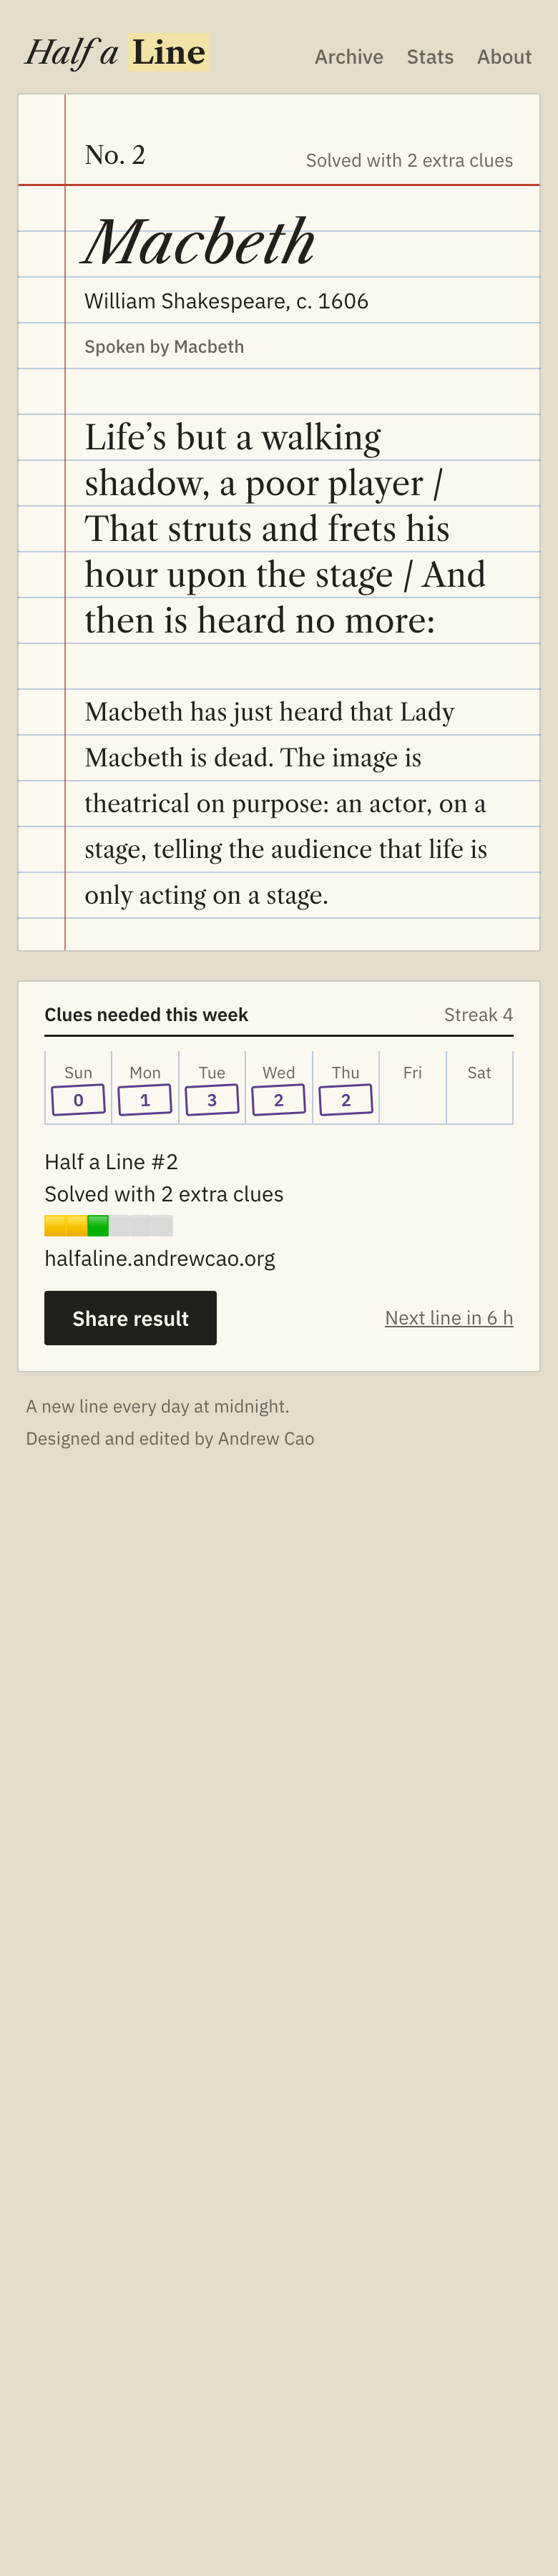 Half a Line
Archive Stats About
No. 2
Solved with 2 extra clues
Macbeth
William Shakespeare, c. 1606
Spoken by Macbeth
Life’s but a walking
shadow, a poor player /
That struts and frets his
hour upon the stage / And
then is heard no more:
Macbeth has just heard that Lady
Macbeth is dead. The image is
theatrical on purpose: an actor, on a
stage, telling the audience that life is
only acting on a stage.
Clues needed this week
Streak 4
Sun Mon Tue Wed Thu Fri Sat
0 1 3 2 2
Half a Line #2
Solved with 2 extra clues
halfaline.andrewcao.org
Share result
Next line in 6 h
A new line every day at midnight.
Designed and edited by Andrew Cao